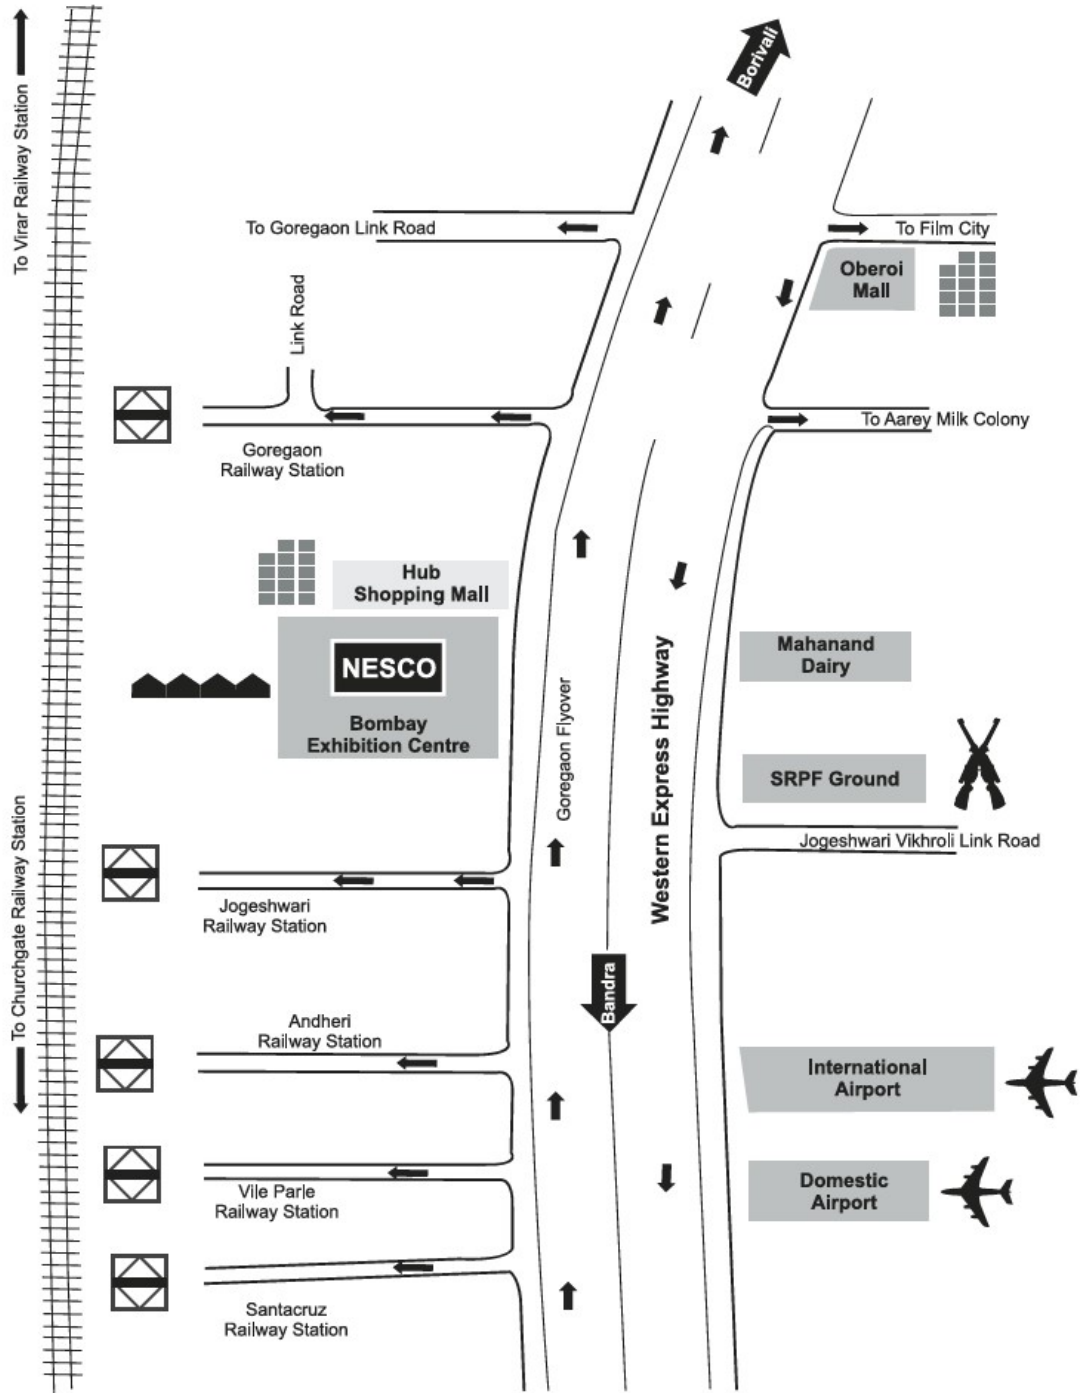 Borivali
To Virar Railway Station
To Goregaon Link Road
To Film City
Oberoi
Mall
Link Road
To Aarey Milk Colony
Goregaon
Railway Station
Hub
Shopping Mall
NESCO
Bombay
Exhibition Centre
Goregaon Flyover
Western Express Highway
Mahanand
Dairy
SRPF Ground
Jogeshwari Vikhroli Link Road
To Churchgate Railway Station
Jogeshwari
Railway Station
Bandra
Andheri
Railway Station
International
Airport
Vile Parle
Railway Station
Domestic
Airport
Santacruz
Railway Station